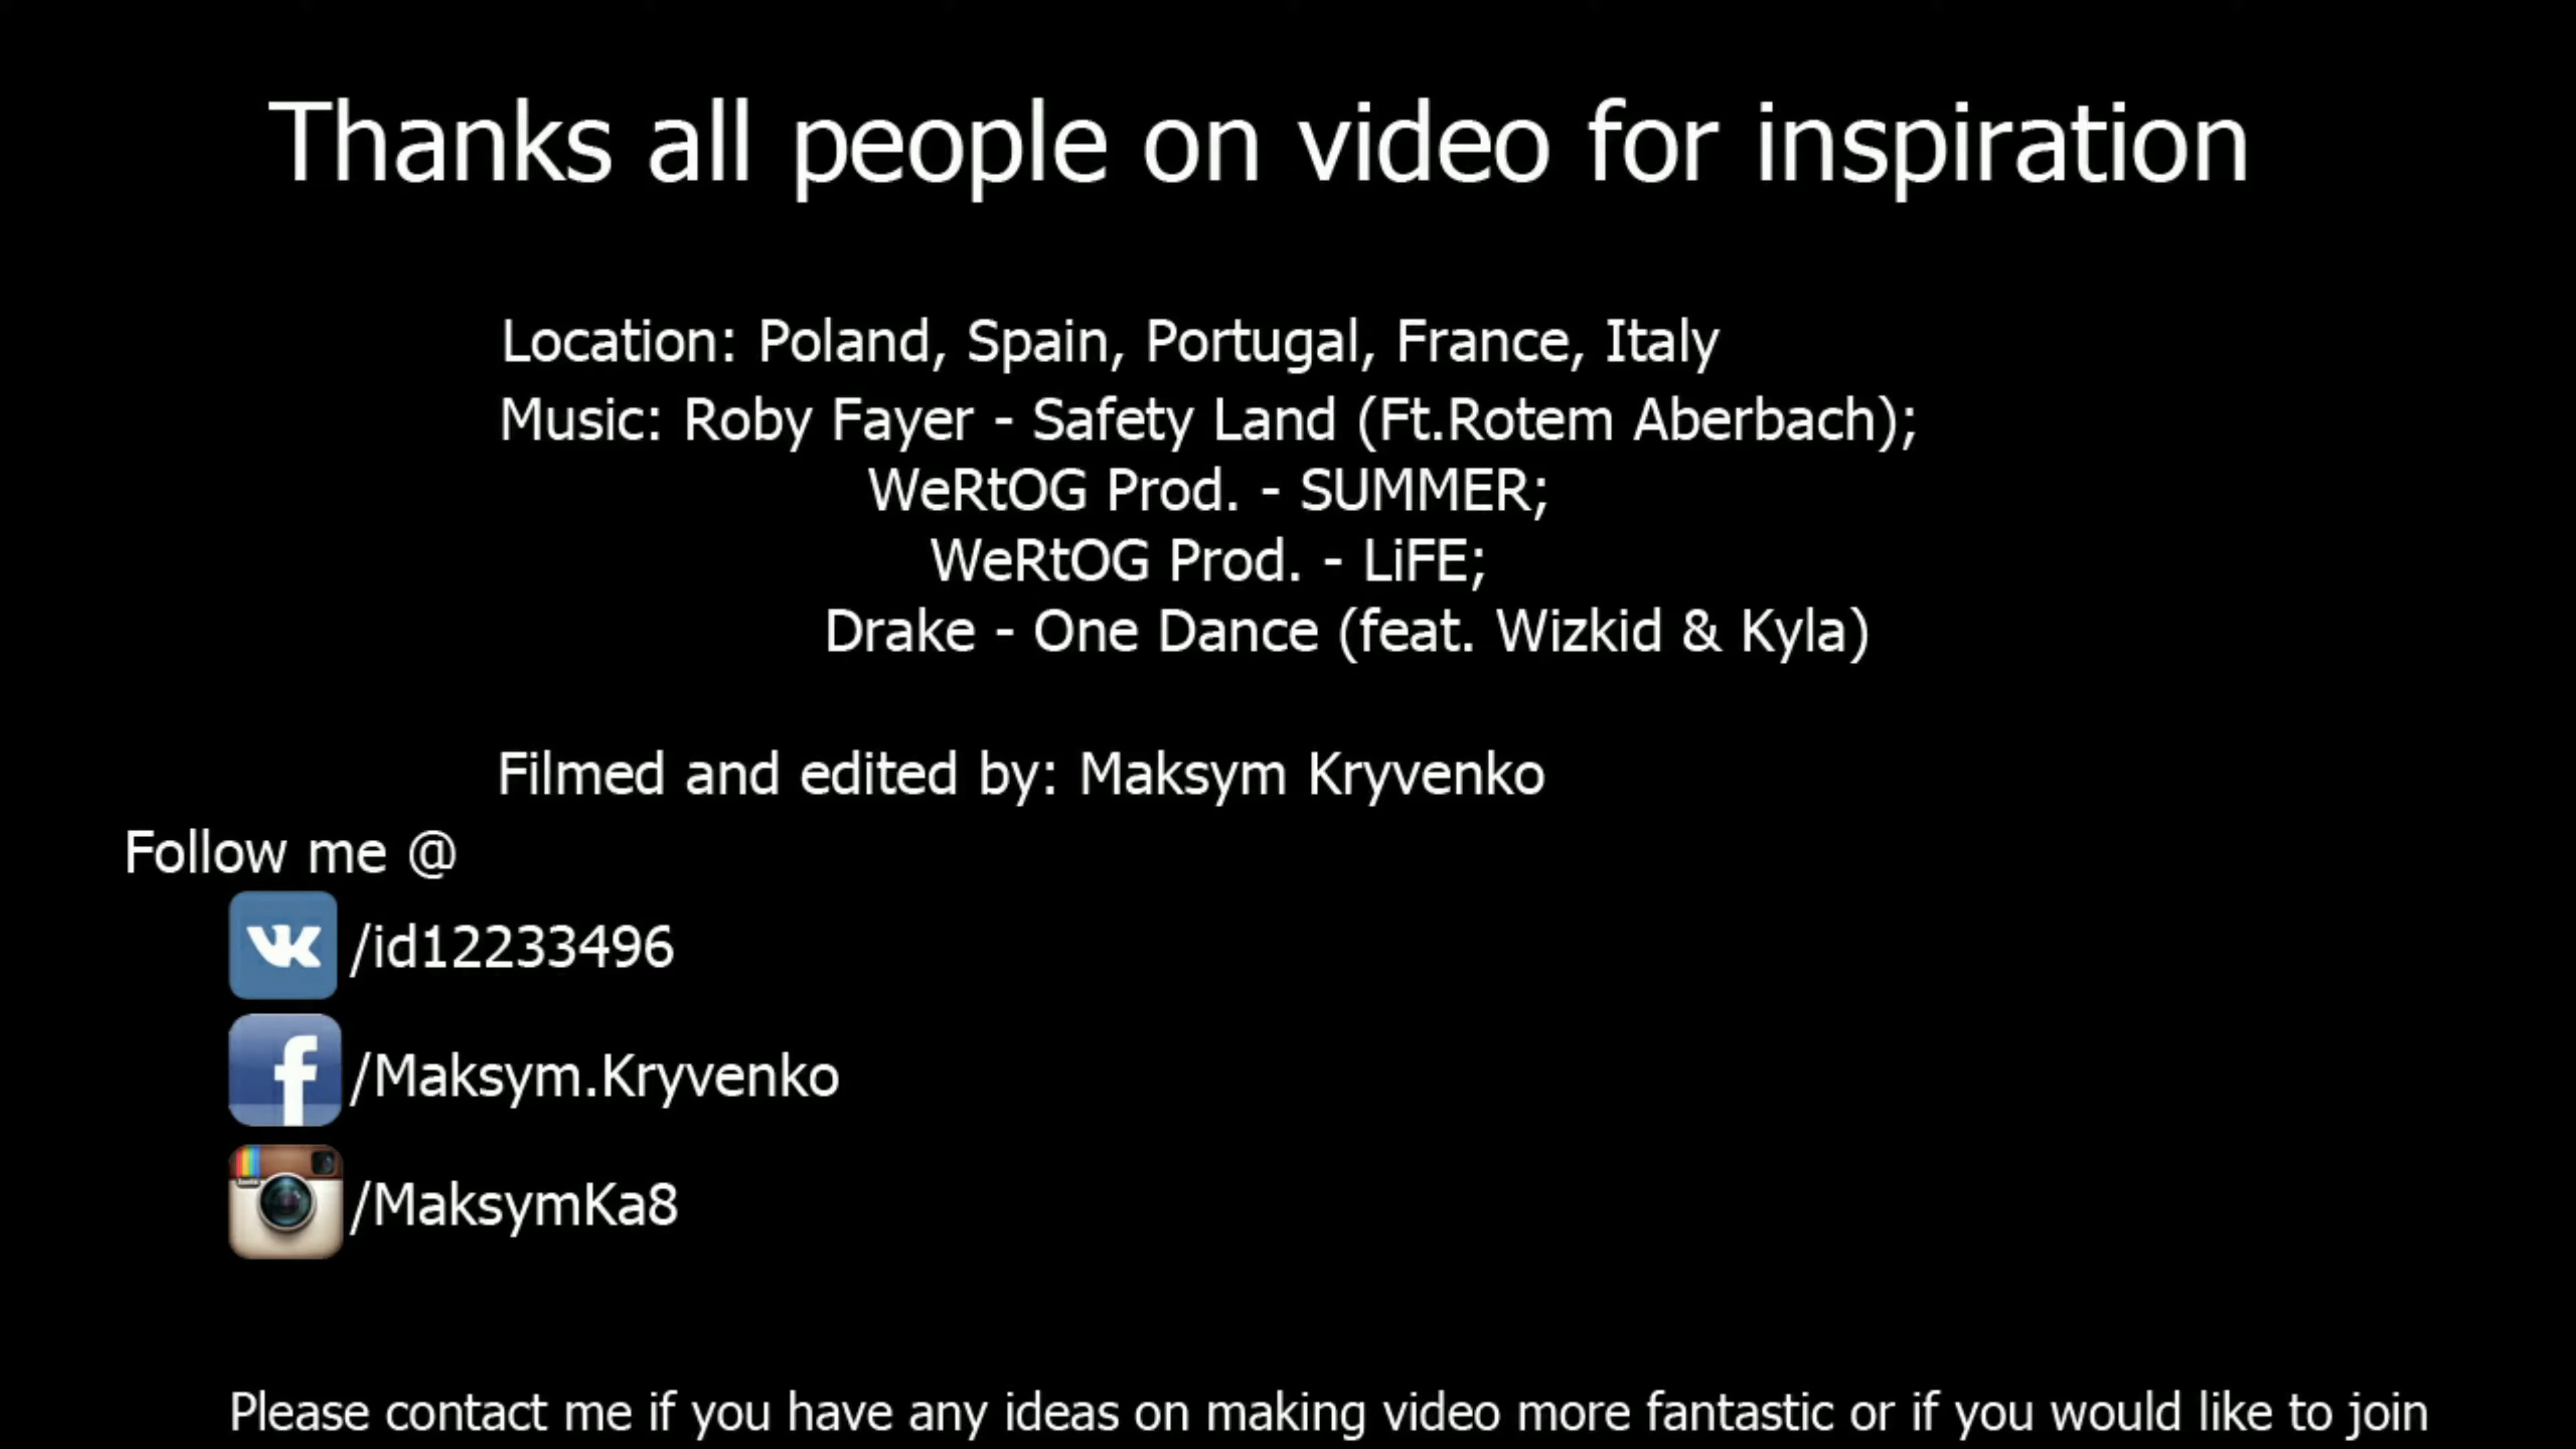 Thanks all people on video for inspiration
Location: Poland, Spain, Portugal, France, Italy
Music: Roby Fayer - Safety Land (Ft.Rotem Aberbach);
WeRtOG Prod. - SUMMER;
WeRtOG Prod. - LiFE;
Drake - One Dance (feat. Wizkid & Kyla)
Filmed and edited by: Maksym Kryvenko
Follow me @
/id12233496
/Maksym.Kryvenko
/MaksymKa8
Please contact me if you have any ideas on making video more fantastic or if you would like to join